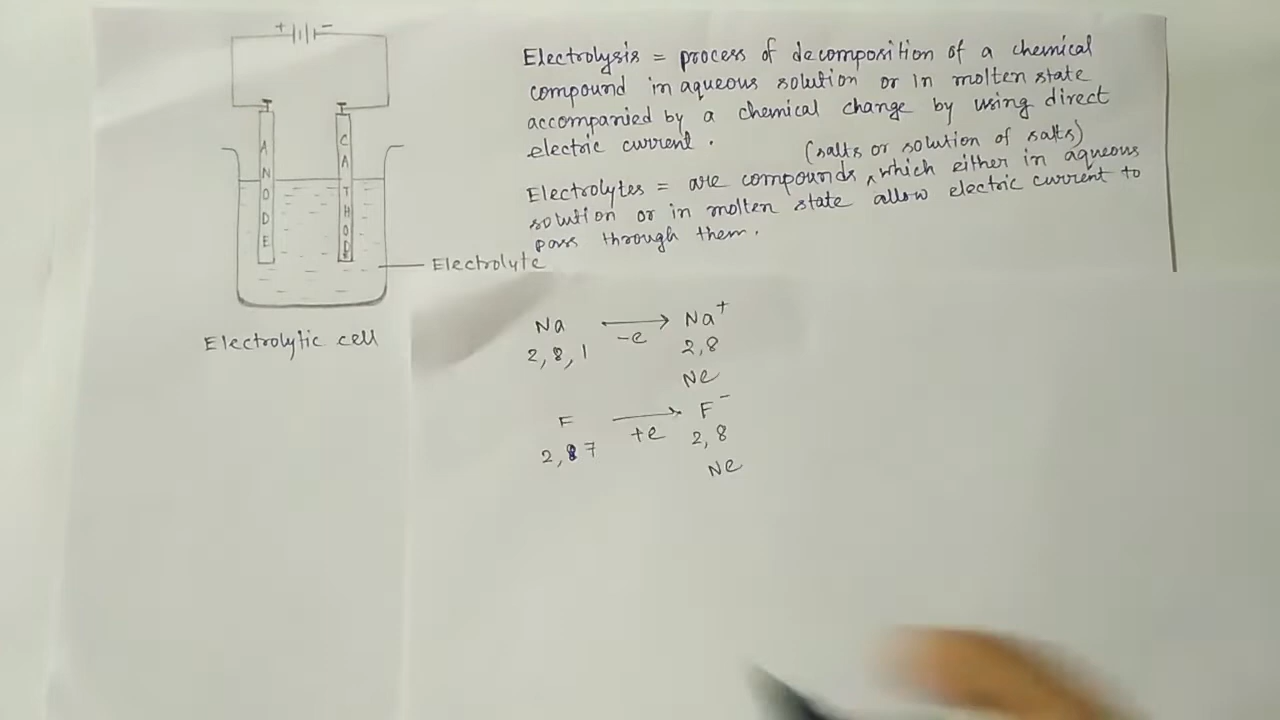 + −
ANODE
CATHODE
Electrolyte
Electrolytic cell
Electrolysis = process of decomposition of a chemical
compound in aqueous solution or in molten state
accompanied by a chemical change by using direct
electric current.
(salts or solution of salts)
Electrolytes = are compounds ^ which either in aqueous
solution or in molten state allow electric current to
pass through them.
Na → Na⁺
-e
2, 8, 1 2, 8
Ne
F → F⁻
+e
2, 7 2, 8
Ne